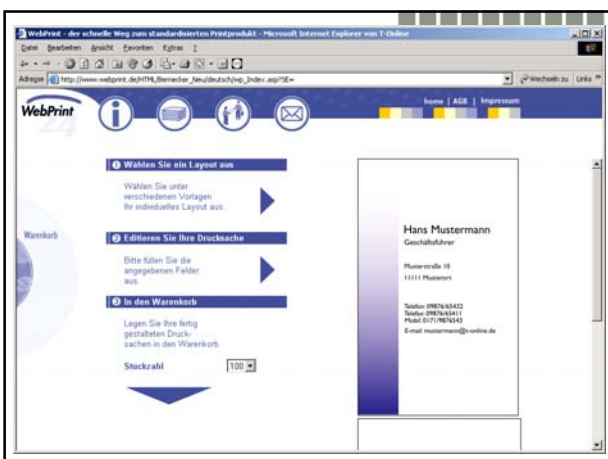 WebPrint - der schnelle Weg zum standardisierten Printprodukt - Microsoft Internet Explorer von T-Online
Datei Bearbeiten Ansicht Favoriten Extras ?
Adresse http://www.webprint.de/HTML/Bernecker_Neu/deutsch/wp_Index.asp?SE= Wechseln zu Links »
WebPrint
24
home | AGB | Impressum
Warenkorb
1 Wählen Sie ein Layout aus
Wählen Sie unter
verschiedenen Vorlagen
Ihr individuelles Layout aus.
2 Editieren Sie Ihre Drucksache
Bitte füllen Sie die
angegebenen Felder
aus.
3 In den Warenkorb
Legen Sie Ihre fertig
gestalteten Druck-
sachen in den Warenkorb.
Stückzahl 100
Hans Mustermann
Geschäftsführer
Musterstraße 10
11111 Musterort
Telefon: 09876/65432
Telefax: 09876/65411
Mobil: 0171/9876543
E-mail: mustermann@t-online.de